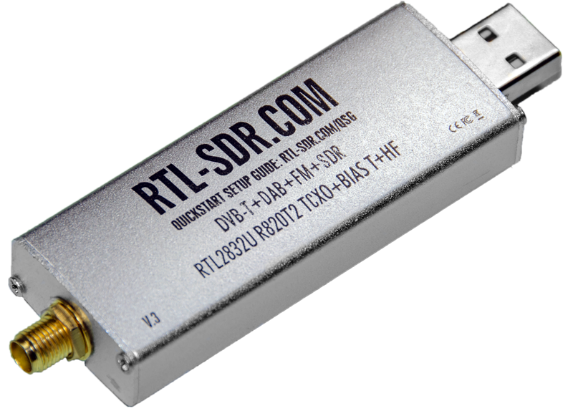 RTL-SDR.COM
QUICKSTART SETUP GUIDE: RTL-SDR.COM/QSG
DVB-T+DAB+FM+SDR
RTL2832U R820T2 TCXO+BIAS T+HF
V.3
CE FC